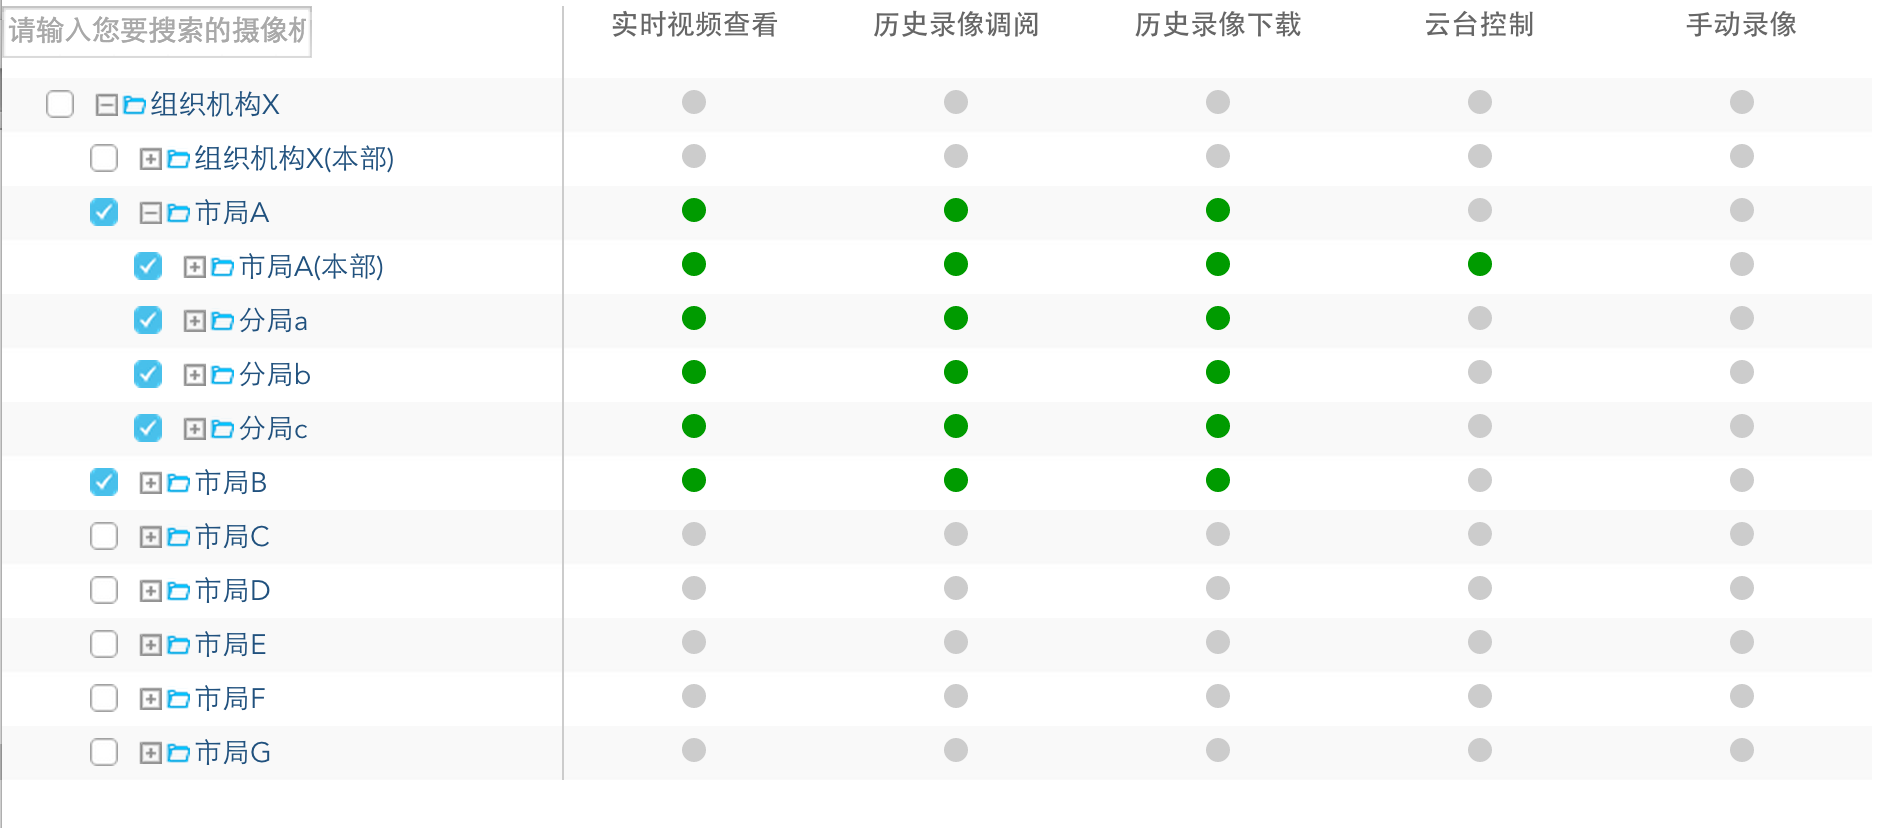 请输入您要搜索的摄像机 实时视频查看 历史录像调阅 历史录像下载 云台控制 手动录像
组织机构X
组织机构X(本部)
市局A
市局A(本部)
分局a
分局b
分局c
市局B
市局C
市局D
市局E
市局F
市局G